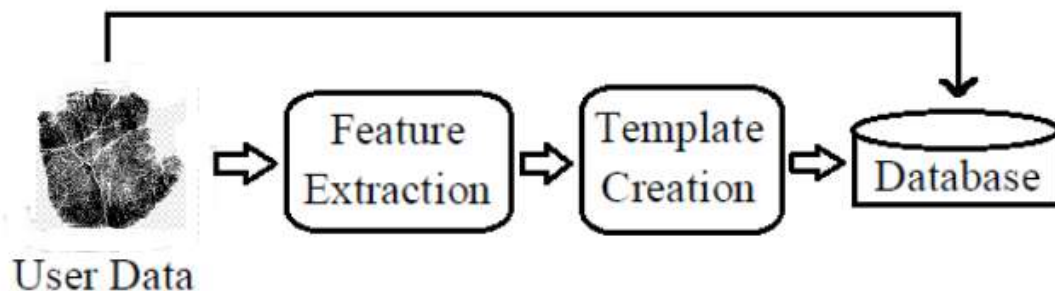 Feature
Extraction
Template
Creation
Database
User Data